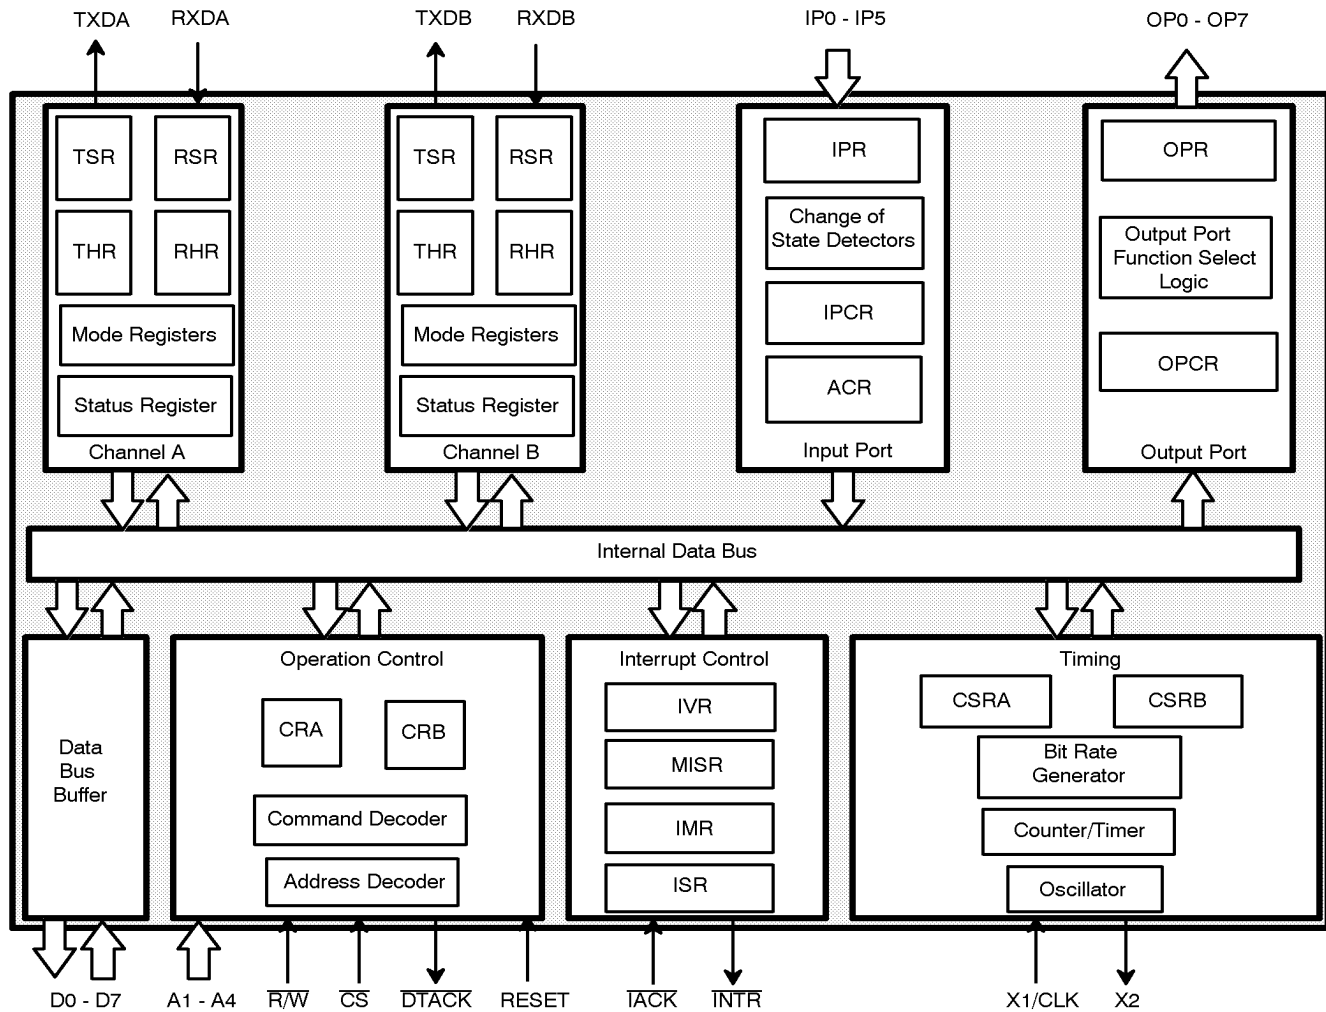 TXDA RXDA TXDB RXDB IP0 - IP5 OP0 - OP7
TSR RSR TSR RSR IPR OPR
THR RHR THR RHR
Change of
State Detectors
Output Port
Function Select
Logic
Mode Registers Mode Registers IPCR
Status Register Status Register ACR OPCR
Channel A Channel B Input Port Output Port
Internal Data Bus
Data
Bus
Buffer
Operation Control
CRA CRB
Command Decoder
Address Decoder
Interrupt Control
IVR
MISR
IMR
ISR
Timing
CSRA CSRB
Bit Rate
Generator
Counter/Timer
Oscillator
D0 - D7 A1 - A4 R/W CS DTACK RESET IACK INTR X1/CLK X2